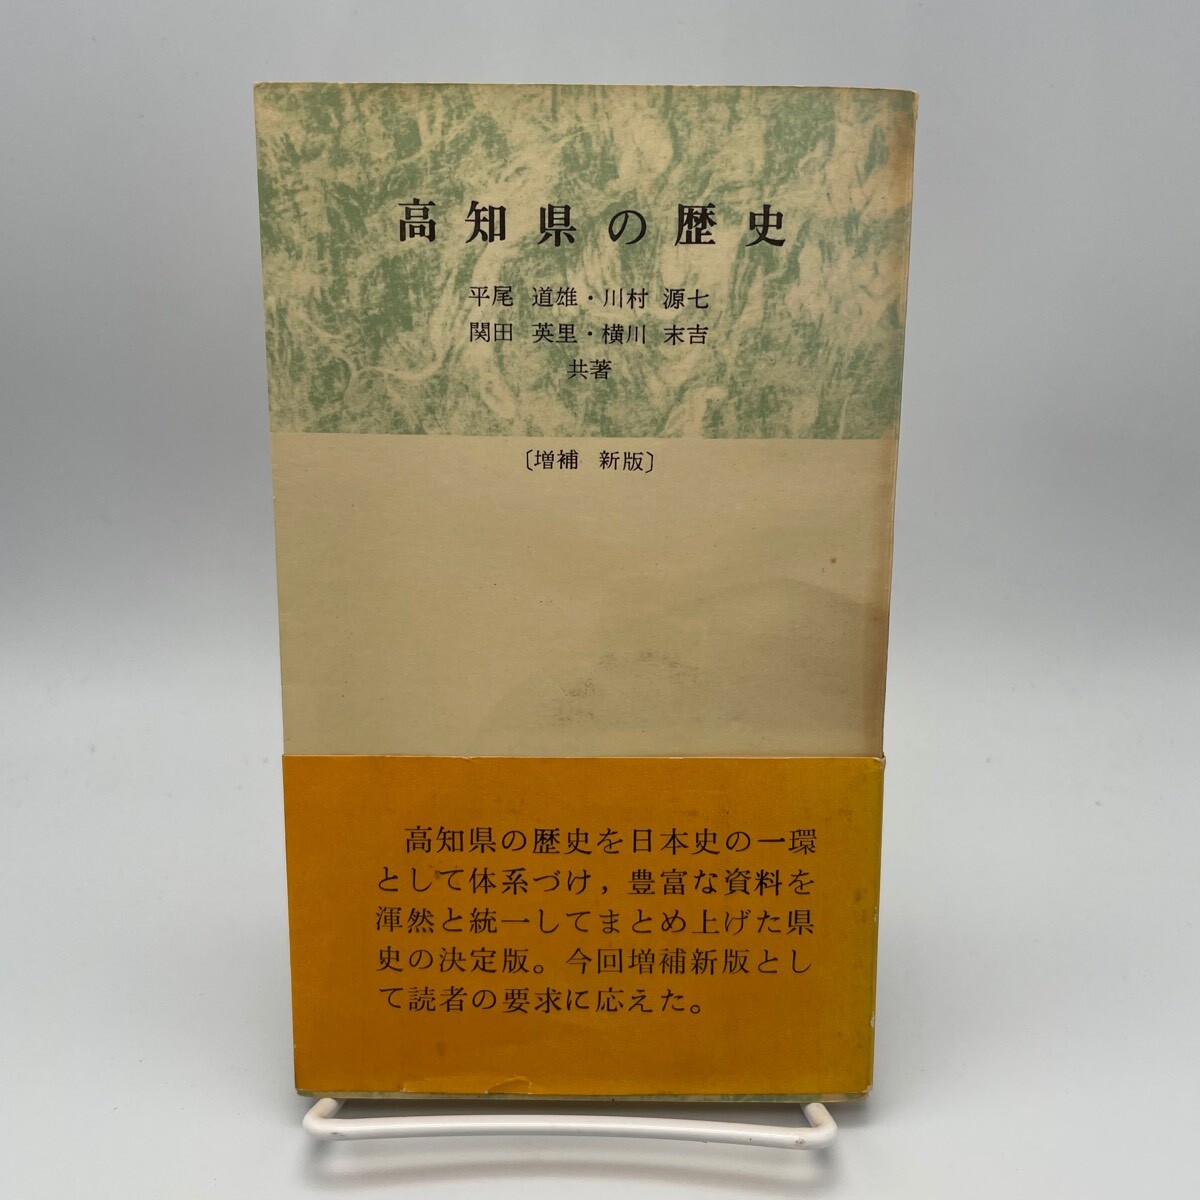 高知県の歴史
平尾 道雄・川村 源七
関田 英里・横川 末吉
共著
〔増補 新版〕
高知県の歴史を日本史の一環
として体系づけ，豊富な資料を
渾然と統一してまとめ上げた県
史の決定版。今回増補新版とし
て読者の要求に応えた。